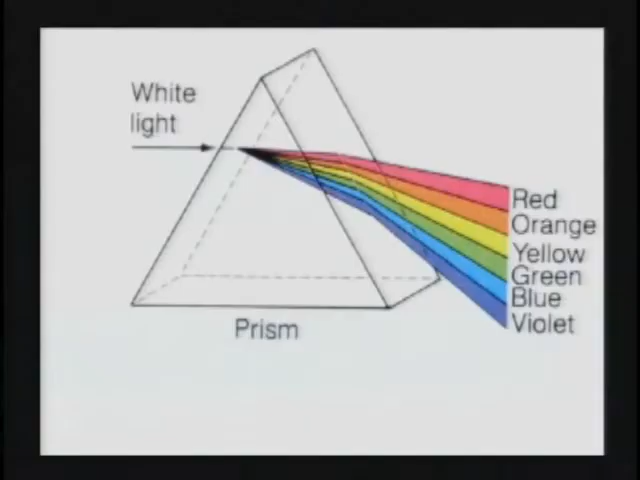 White
light
Red
Orange
Yellow
Green
Blue
Violet
Prism